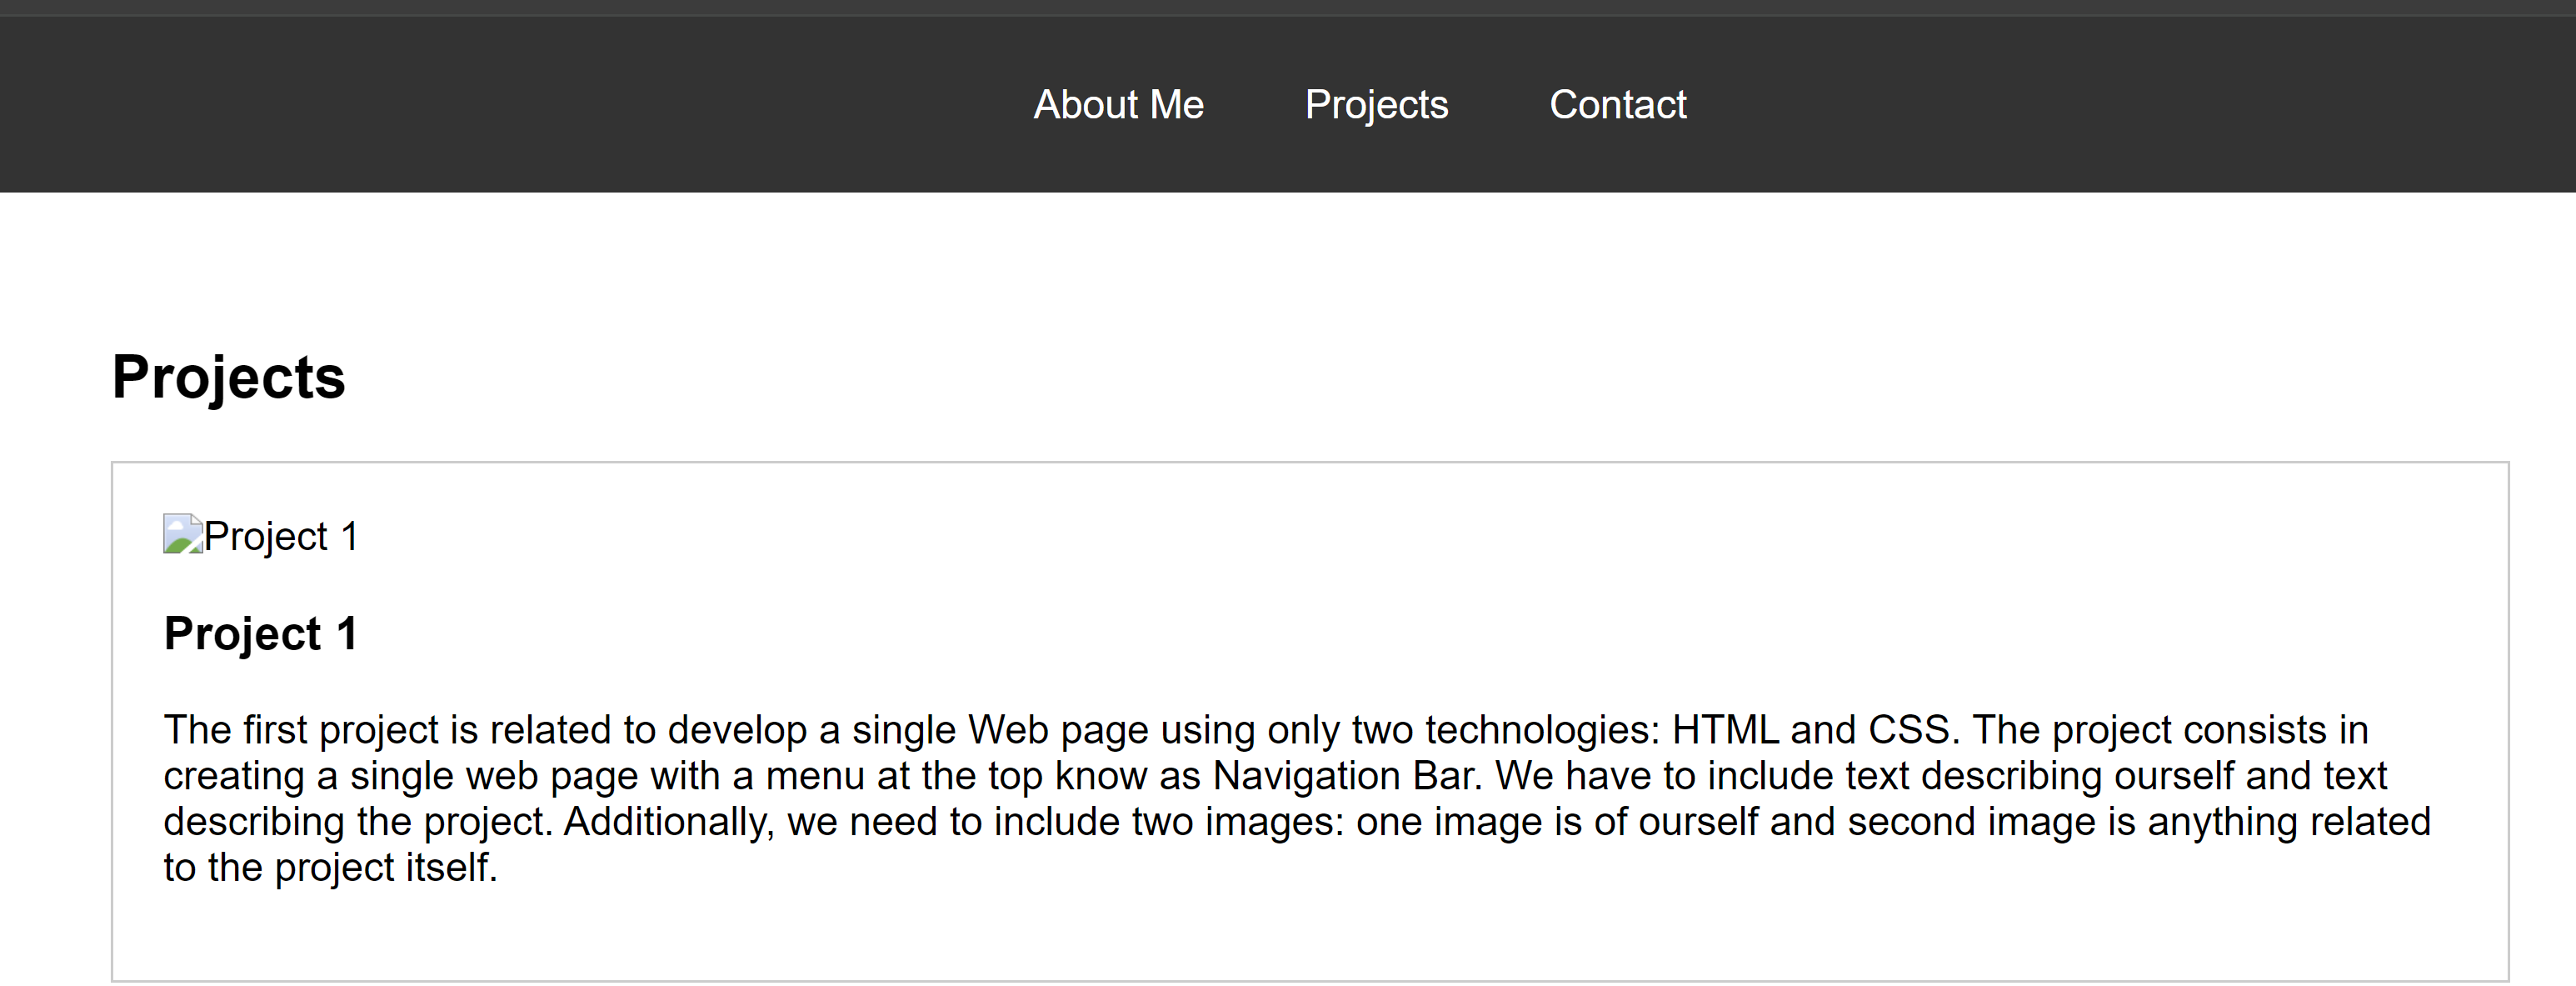 About Me Projects Contact
Projects
Project 1
Project 1
The first project is related to develop a single Web page using only two technologies: HTML and CSS. The project consists in
creating a single web page with a menu at the top know as Navigation Bar. We have to include text describing ourself and text
describing the project. Additionally, we need to include two images: one image is of ourself and second image is anything related
to the project itself.